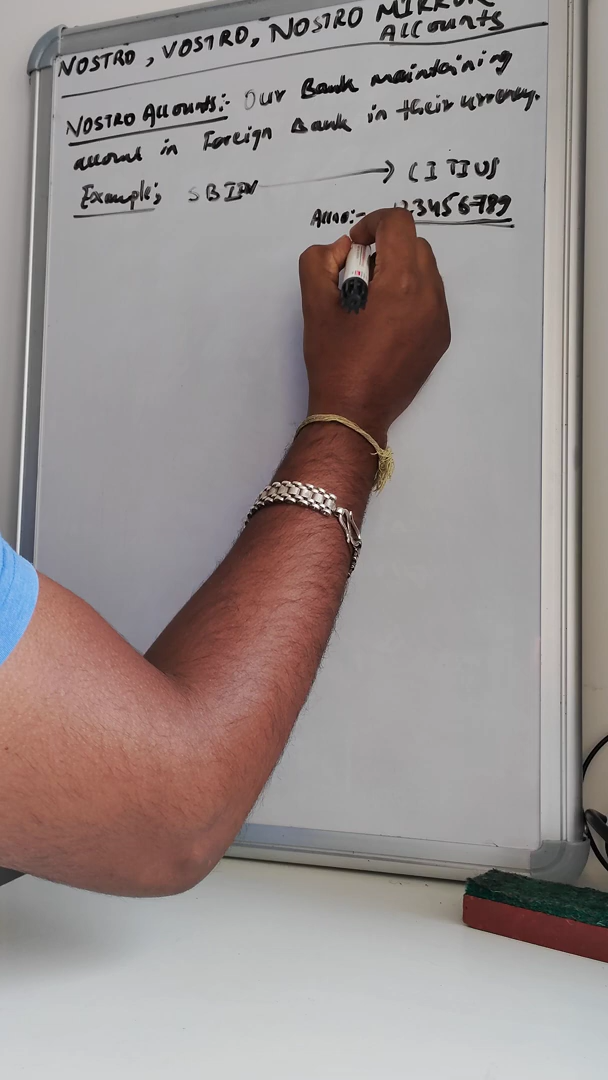 NOSTRO, VOSTRO, NOSTRO MIRROR
ACCOUNTS
NOSTRO Accounts:- Our Bank maintaining
account in Foreign Bank in their currency.
Example; SBIIN → CITIUS
Acno:- 123456789